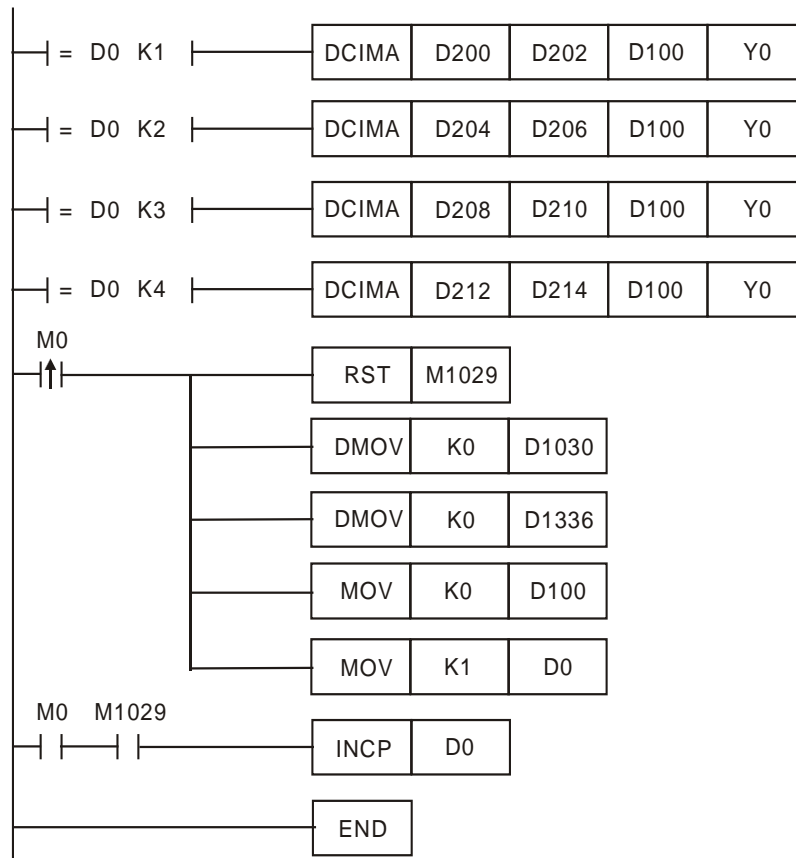 = D0 K1 DCIMA D200 D202 D100 Y0
= D0 K2 DCIMA D204 D206 D100 Y0
= D0 K3 DCIMA D208 D210 D100 Y0
= D0 K4 DCIMA D212 D214 D100 Y0
M0
RST M1029
DMOV K0 D1030
DMOV K0 D1336
MOV K0 D100
MOV K1 D0
M0 M1029
INCP D0
END